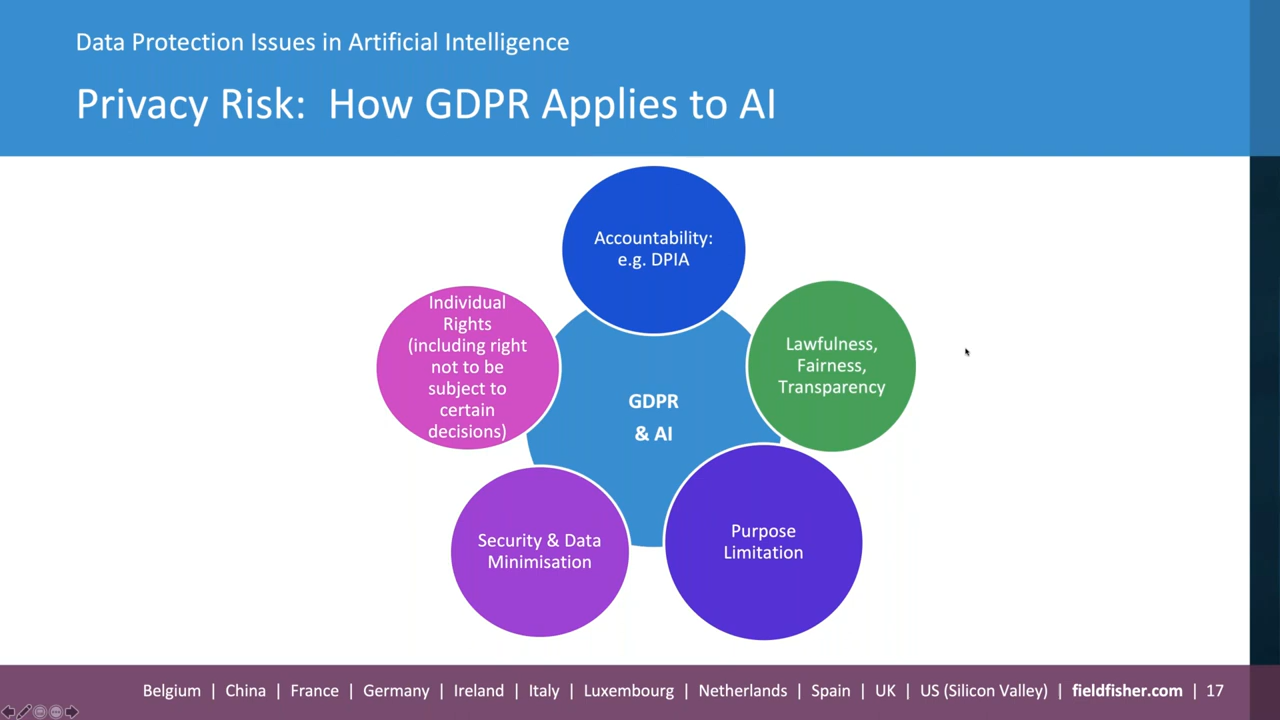 Data Protection Issues in Artificial Intelligence
Privacy Risk:  How GDPR Applies to AI
Accountability:
e.g. DPIA
Lawfulness,
Fairness,
Transparency
Purpose
Limitation
Security & Data
Minimisation
Individual
Rights
(including right
not to be
subject to
certain
decisions)
GDPR
& AI
Belgium | China | France | Germany | Ireland | Italy | Luxembourg | Netherlands | Spain | UK | US (Silicon Valley) | fieldfisher.com | 17